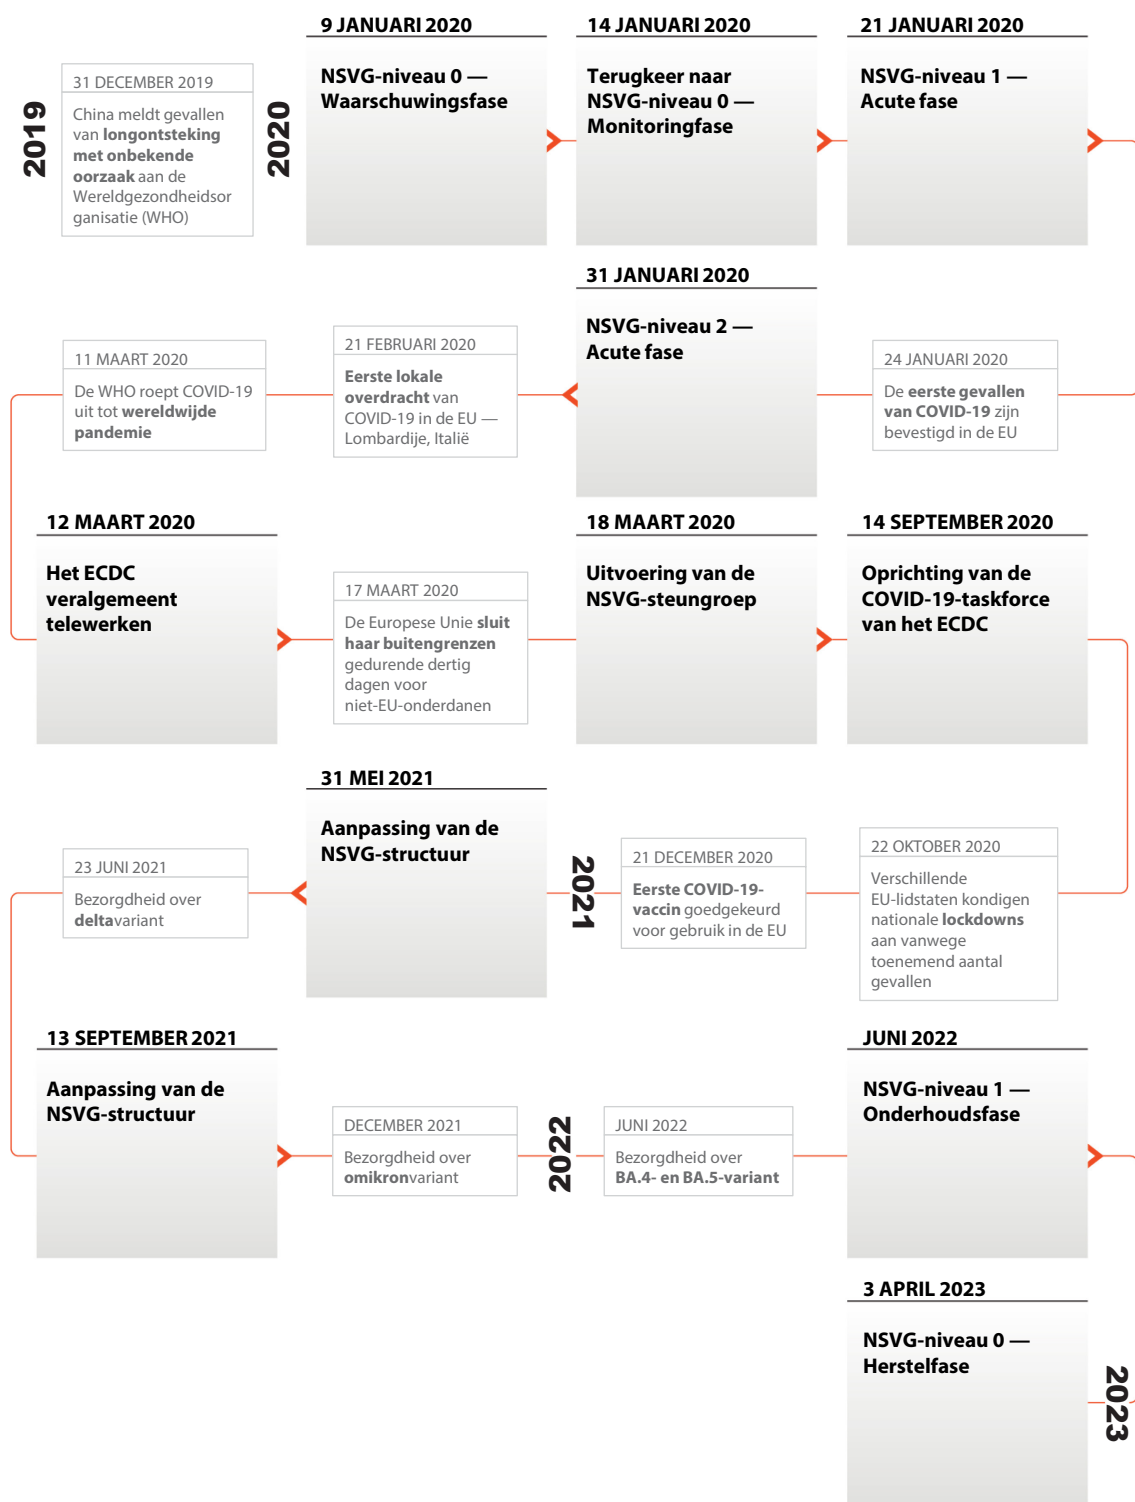 2019
31 DECEMBER 2019
China meldt gevallen
van longontsteking
met onbekende
oorzaak aan de
Wereldgezondheidsor
ganisatie (WHO)
2020
9 JANUARI 2020
NSVG-niveau 0 —
Waarschuwingsfase
14 JANUARI 2020
Terugkeer naar
NSVG-niveau 0 —
Monitoringfase
21 JANUARI 2020
NSVG-niveau 1 —
Acute fase
24 JANUARI 2020
De eerste gevallen
van COVID-19 zijn
bevestigd in de EU
31 JANUARI 2020
NSVG-niveau 2 —
Acute fase
21 FEBRUARI 2020
Eerste lokale
overdracht van
COVID-19 in de EU —
Lombardije, Italië
11 MAART 2020
De WHO roept COVID-19
uit tot wereldwijde
pandemie
12 MAART 2020
Het ECDC
veralgemeent
telewerken
17 MAART 2020
De Europese Unie sluit
haar buitengrenzen
gedurende dertig
dagen voor
niet-EU-onderdanen
18 MAART 2020
Uitvoering van de
NSVG-steungroep
14 SEPTEMBER 2020
Oprichting van de
COVID-19-taskforce
van het ECDC
22 OKTOBER 2020
Verschillende
EU-lidstaten kondigen
nationale lockdowns
aan vanwege
toenemend aantal
gevallen
21 DECEMBER 2020
Eerste COVID-19-
vaccin goedgekeurd
voor gebruik in de EU
2021
31 MEI 2021
Aanpassing van de
NSVG-structuur
23 JUNI 2021
Bezorgdheid over
deltavariant
13 SEPTEMBER 2021
Aanpassing van de
NSVG-structuur
DECEMBER 2021
Bezorgdheid over
omikronvariant
2022
JUNI 2022
Bezorgdheid over
BA.4- en BA.5-variant
JUNI 2022
NSVG-niveau 1 —
Onderhoudsfase
2023
3 APRIL 2023
NSVG-niveau 0 —
Herstelfase